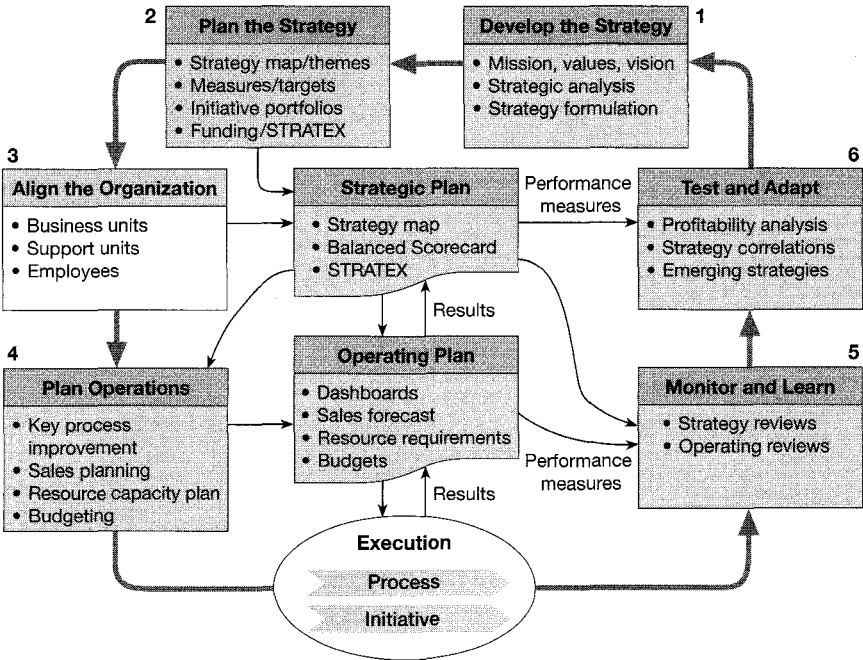 2
Plan the Strategy
• Strategy map/themes
• Measures/targets
• Initiative portfolios
• Funding/STRATEX
Develop the Strategy
1
• Mission, values, vision
• Strategic analysis
• Strategy formulation
3
Align the Organization
• Business units
• Support units
• Employees
Strategic Plan
• Strategy map
• Balanced Scorecard
• STRATEX
Performance
measures
6
Test and Adapt
• Profitability analysis
• Strategy correlations
• Emerging strategies
Results
4
Plan Operations
• Key process
improvement
• Sales planning
• Resource capacity plan
• Budgeting
Operating Plan
• Dashboards
• Sales forecast
• Resource requirements
• Budgets
Performance
measures
5
Monitor and Learn
• Strategy reviews
• Operating reviews
Results
Execution
Process
Initiative